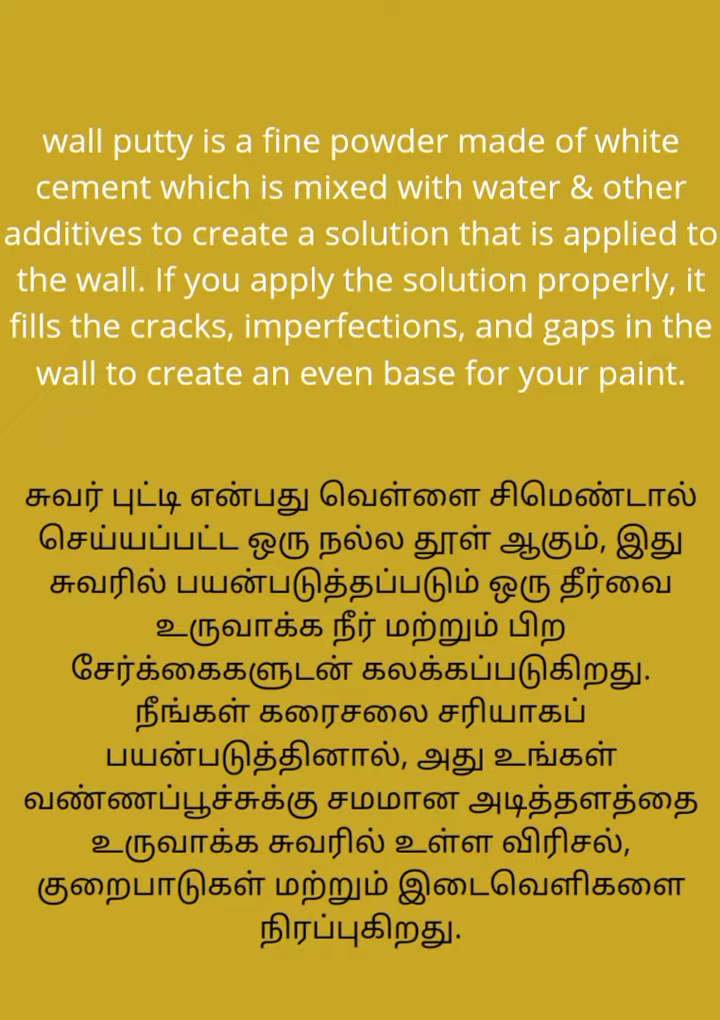 wall putty is a fine powder made of white
cement which is mixed with water & other
additives to create a solution that is applied to
the wall. If you apply the solution properly, it
fills the cracks, imperfections, and gaps in the
wall to create an even base for your paint.
சுவர் புட்டி என்பது வெள்ளை சிமெண்டால்
செய்யப்பட்ட ஒரு நல்ல தூள் ஆகும், இது
சுவரில் பயன்படுத்தப்படும் ஒரு தீர்வை
உருவாக்க நீர் மற்றும் பிற
சேர்க்கைகளுடன் கலக்கப்படுகிறது.
நீங்கள் கரைசலை சரியாகப்
பயன்படுத்தினால், அது உங்கள்
வண்ணப்பூச்சுக்கு சமமான அடித்தளத்தை
உருவாக்க சுவரில் உள்ள விரிசல்,
குறைபாடுகள் மற்றும் இடைவெளிகளை
நிரப்புகிறது.